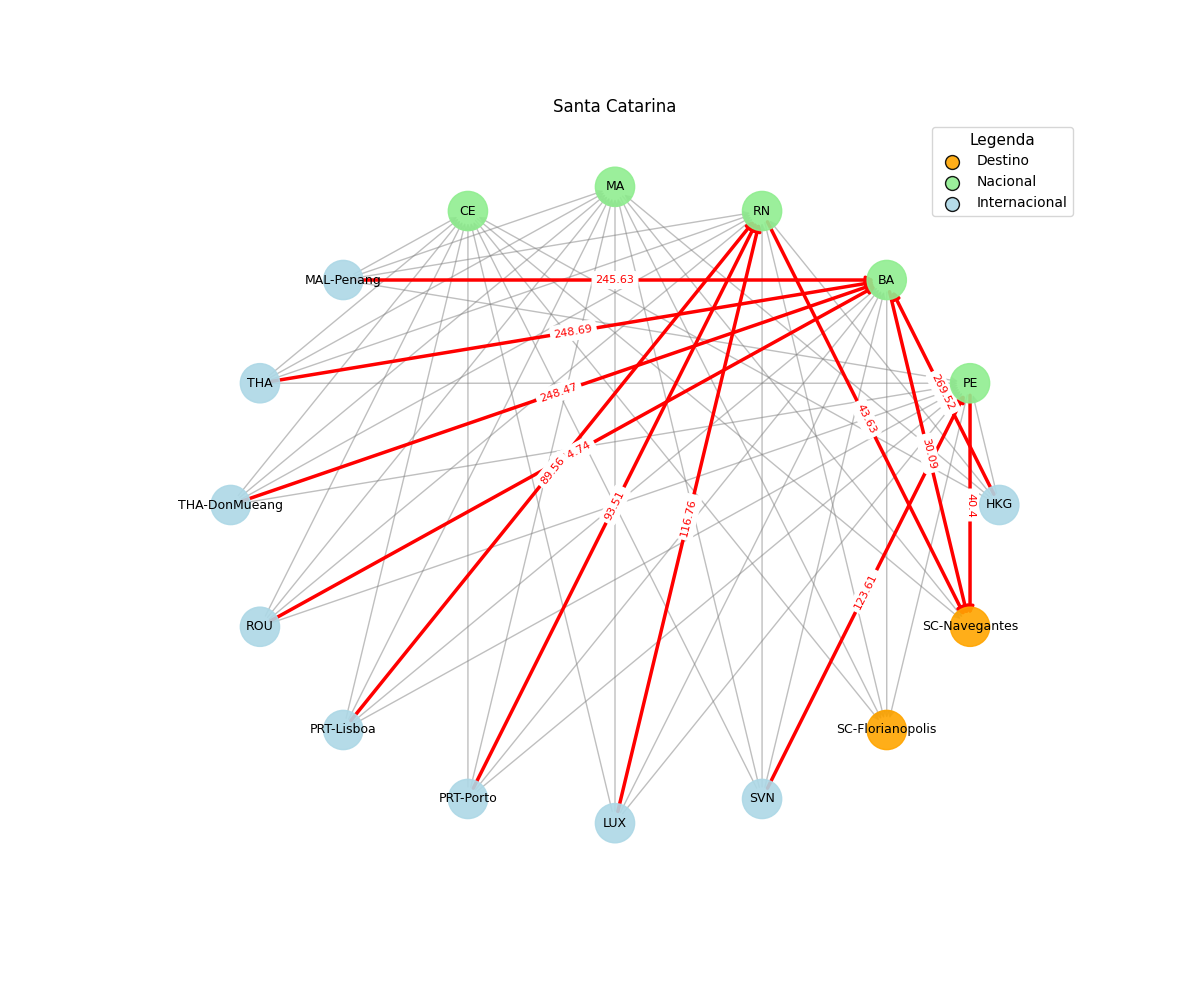 Santa Catarina
Legenda
Destino
Nacional
Internacional
MA
CE
RN
MAL-Penang
245.63
BA
248.69
THA
248.47
269.52
PE
43.63
4.74
30.09
89.56
THA-DonMueang
93.51
116.76
40.4
HKG
123.61
ROU
SC-Navegantes
PRT-Lisboa
SC-Florianopolis
PRT-Porto
SVN
LUX